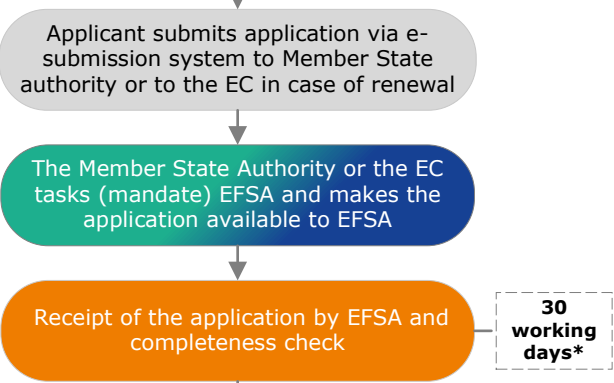 Applicant submits application via e-
submission system to Member State
authority or to the EC in case of renewal
The Member State Authority or the EC
tasks (mandate) EFSA and makes the
application available to EFSA
Receipt of the application by EFSA and
completeness check
30
working
days*